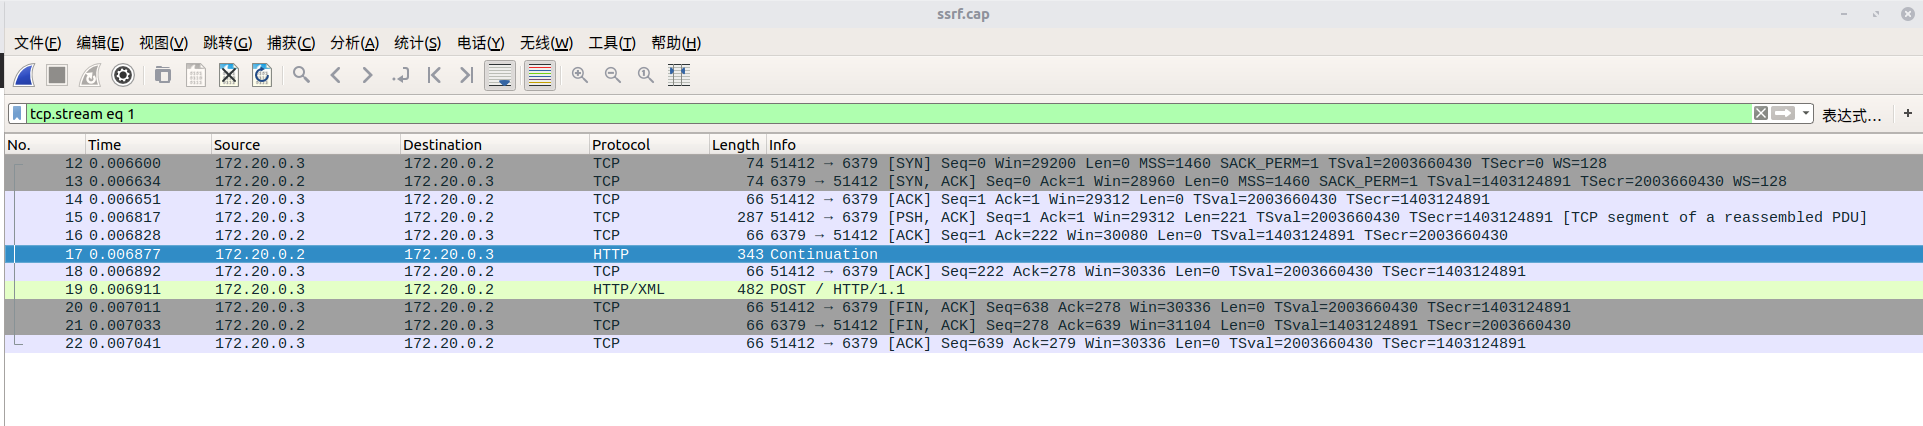 ssrf.cap
文件(F) 编辑(E) 视图(V) 跳转(G) 捕获(C) 分析(A) 统计(S) 电话(Y) 无线(W) 工具(T) 帮助(H)
tcp.stream eq 1 表达式… +
No. Time Source Destination Protocol Length Info
12 0.006600 172.20.0.3 172.20.0.2 TCP 74 51412 → 6379 [SYN] Seq=0 Win=29200 Len=0 MSS=1460 SACK_PERM=1 TSval=2003660430 TSecr=0 WS=128
13 0.006634 172.20.0.2 172.20.0.3 TCP 74 6379 → 51412 [SYN, ACK] Seq=0 Ack=1 Win=28960 Len=0 MSS=1460 SACK_PERM=1 TSval=1403124891 TSecr=2003660430 WS=128
14 0.006651 172.20.0.3 172.20.0.2 TCP 66 51412 → 6379 [ACK] Seq=1 Ack=1 Win=29312 Len=0 TSval=2003660430 TSecr=1403124891
15 0.006817 172.20.0.3 172.20.0.2 TCP 287 51412 → 6379 [PSH, ACK] Seq=1 Ack=1 Win=29312 Len=221 TSval=2003660430 TSecr=1403124891 [TCP segment of a reassembled PDU]
16 0.006828 172.20.0.2 172.20.0.3 TCP 66 6379 → 51412 [ACK] Seq=1 Ack=222 Win=30080 Len=0 TSval=1403124891 TSecr=2003660430
17 0.006877 172.20.0.2 172.20.0.3 HTTP 343 Continuation
18 0.006892 172.20.0.3 172.20.0.2 TCP 66 51412 → 6379 [ACK] Seq=222 Ack=278 Win=30336 Len=0 TSval=2003660430 TSecr=1403124891
19 0.006911 172.20.0.3 172.20.0.2 HTTP/XML 482 POST / HTTP/1.1
20 0.007011 172.20.0.3 172.20.0.2 TCP 66 51412 → 6379 [FIN, ACK] Seq=638 Ack=278 Win=30336 Len=0 TSval=2003660430 TSecr=1403124891
21 0.007033 172.20.0.2 172.20.0.3 TCP 66 6379 → 51412 [FIN, ACK] Seq=278 Ack=639 Win=31104 Len=0 TSval=1403124891 TSecr=2003660430
22 0.007041 172.20.0.3 172.20.0.2 TCP 66 51412 → 6379 [ACK] Seq=639 Ack=279 Win=30336 Len=0 TSval=2003660430 TSecr=1403124891